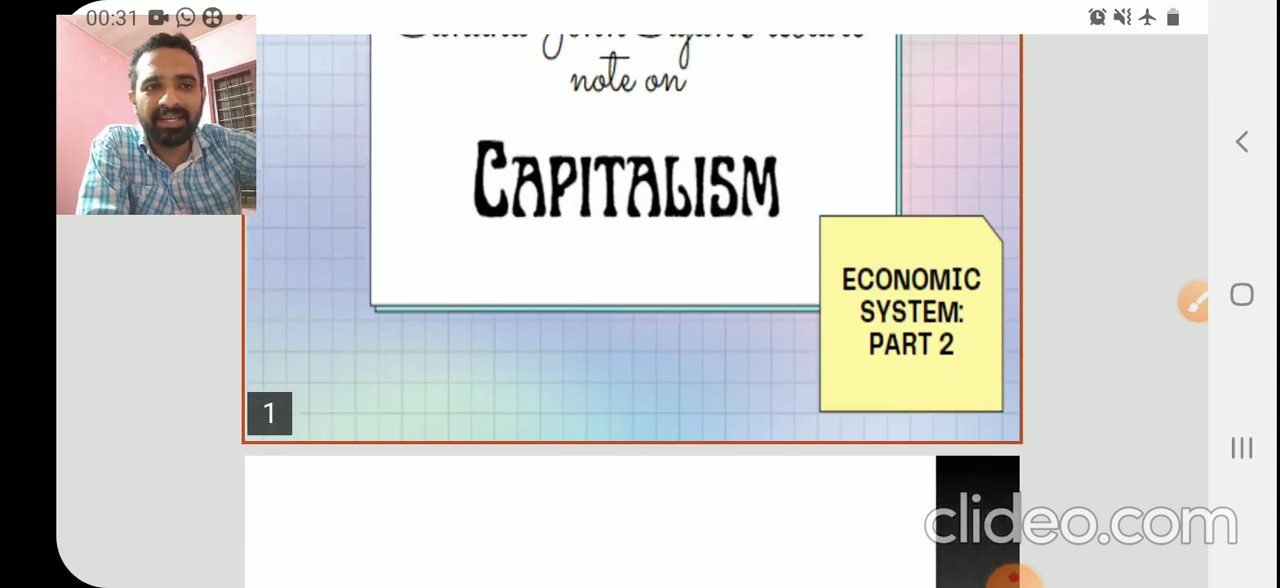 00:31
note on
CAPITALISM
ECONOMIC
SYSTEM:
PART 2
1
clideo.com